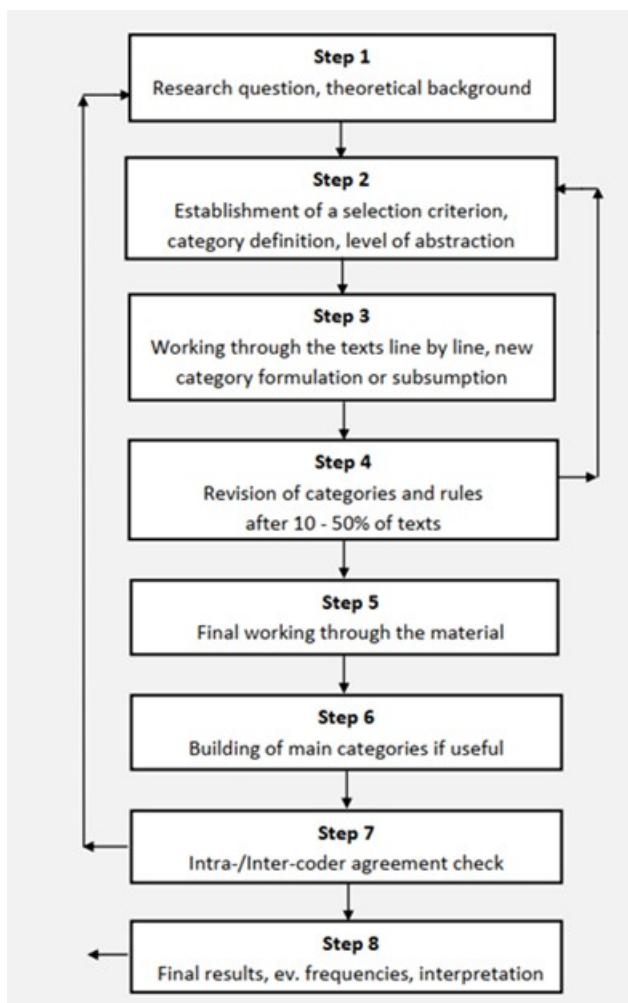 Step 1
Research question, theoretical background
Step 2
Establishment of a selection criterion,
category definition, level of abstraction
Step 3
Working through the texts line by line, new
category formulation or subsumption
Step 4
Revision of categories and rules
after 10 - 50% of texts
Step 5
Final working through the material
Step 6
Building of main categories if useful
Step 7
Intra-/Inter-coder agreement check
Step 8
Final results, ev. frequencies, interpretation